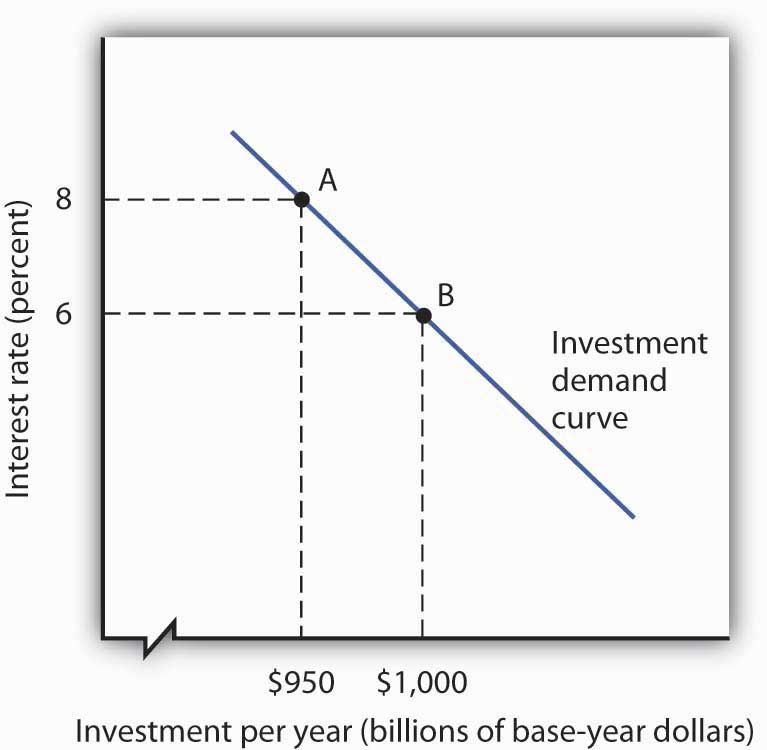 A
8
B
6
Investment
demand
curve
Interest rate (percent)
$950 $1,000
Investment per year (billions of base-year dollars)